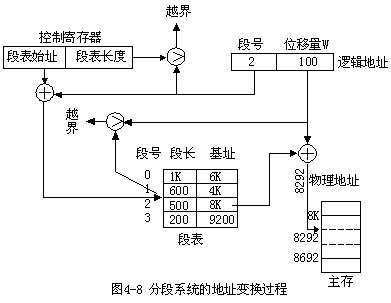 越界
控制寄存器
段表始址 段表长度
>
段号 位移量W
2 100 逻辑地址
+
越界
>
段号 段长 基址
0 1K 6K
1 600 4K
2 500 8K
3 200 9200
段表
+
8292
物理地址
8K
8292
8692
主存
图4-8 分段系统的地址变换过程